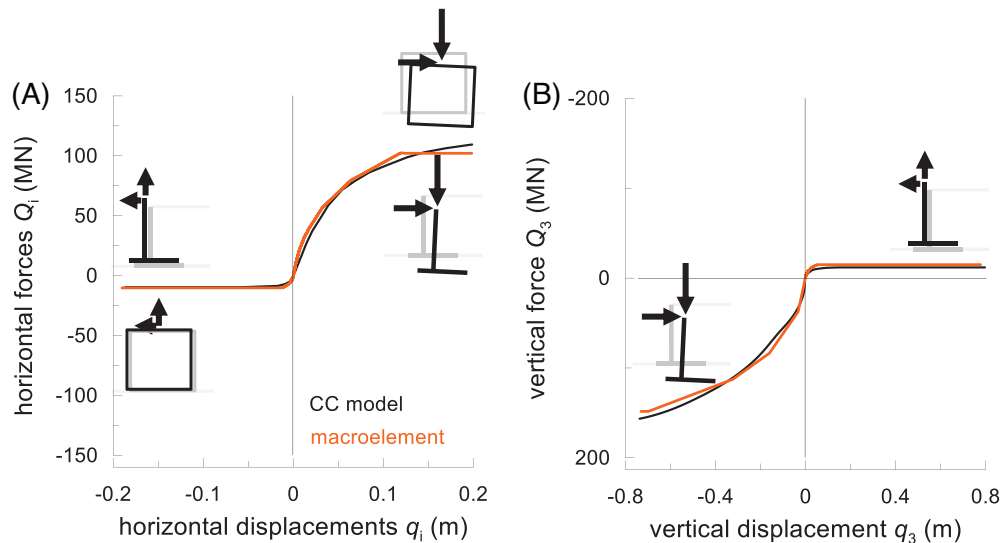 (A)
horizontal forces Qi (MN)
150
100
50
0
-50
-100
-150
-0.2
-0.1
0
0.1
0.2
horizontal displacements qi (m)
CC model
macroelement
(B)
vertical force Q3 (MN)
-200
0
200
-0.8
-0.4
0
0.4
0.8
vertical displacement q3 (m)